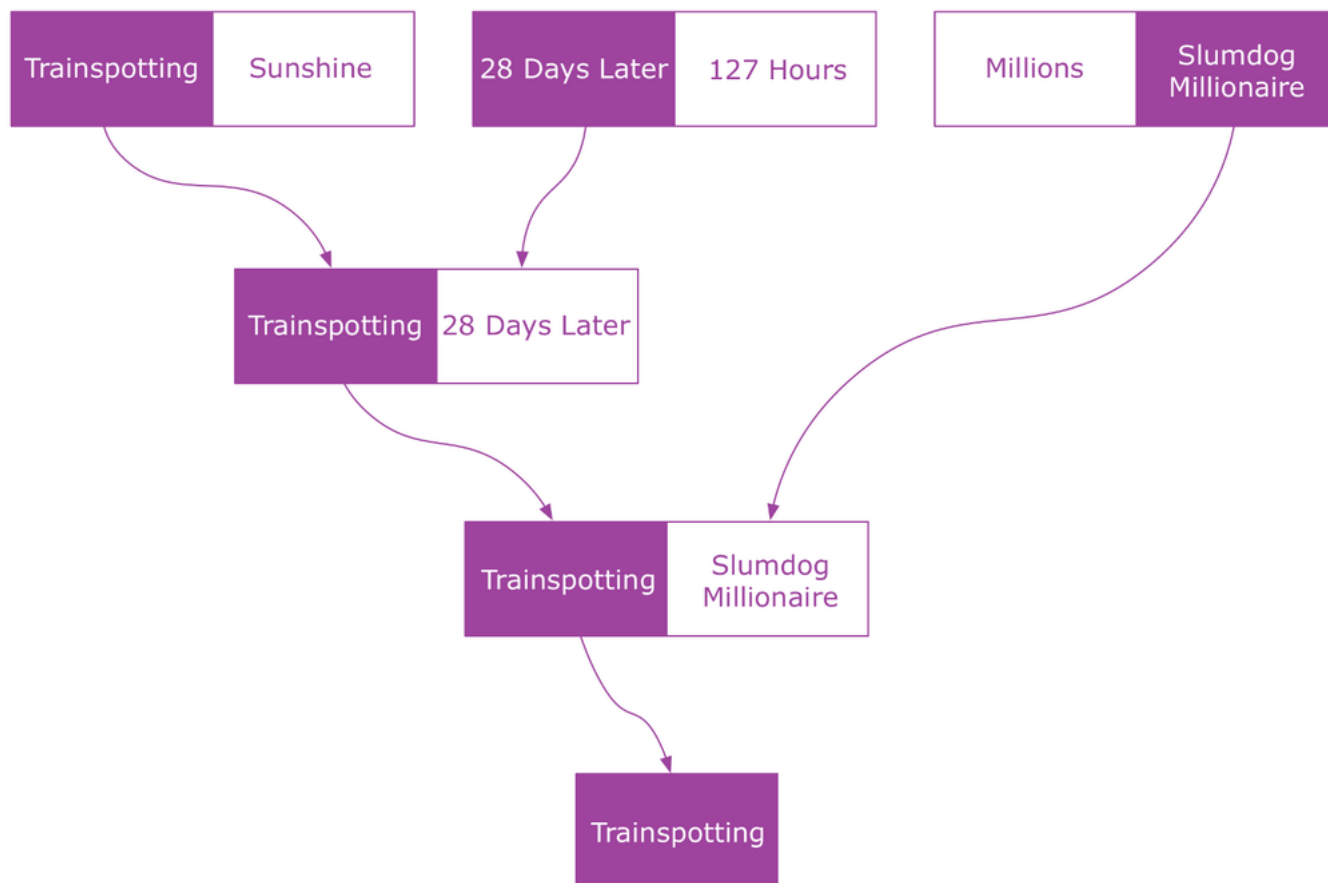 Trainspotting
Sunshine
28 Days Later
127 Hours
Millions
Slumdog
Millionaire
Trainspotting
28 Days Later
Trainspotting
Slumdog
Millionaire
Trainspotting